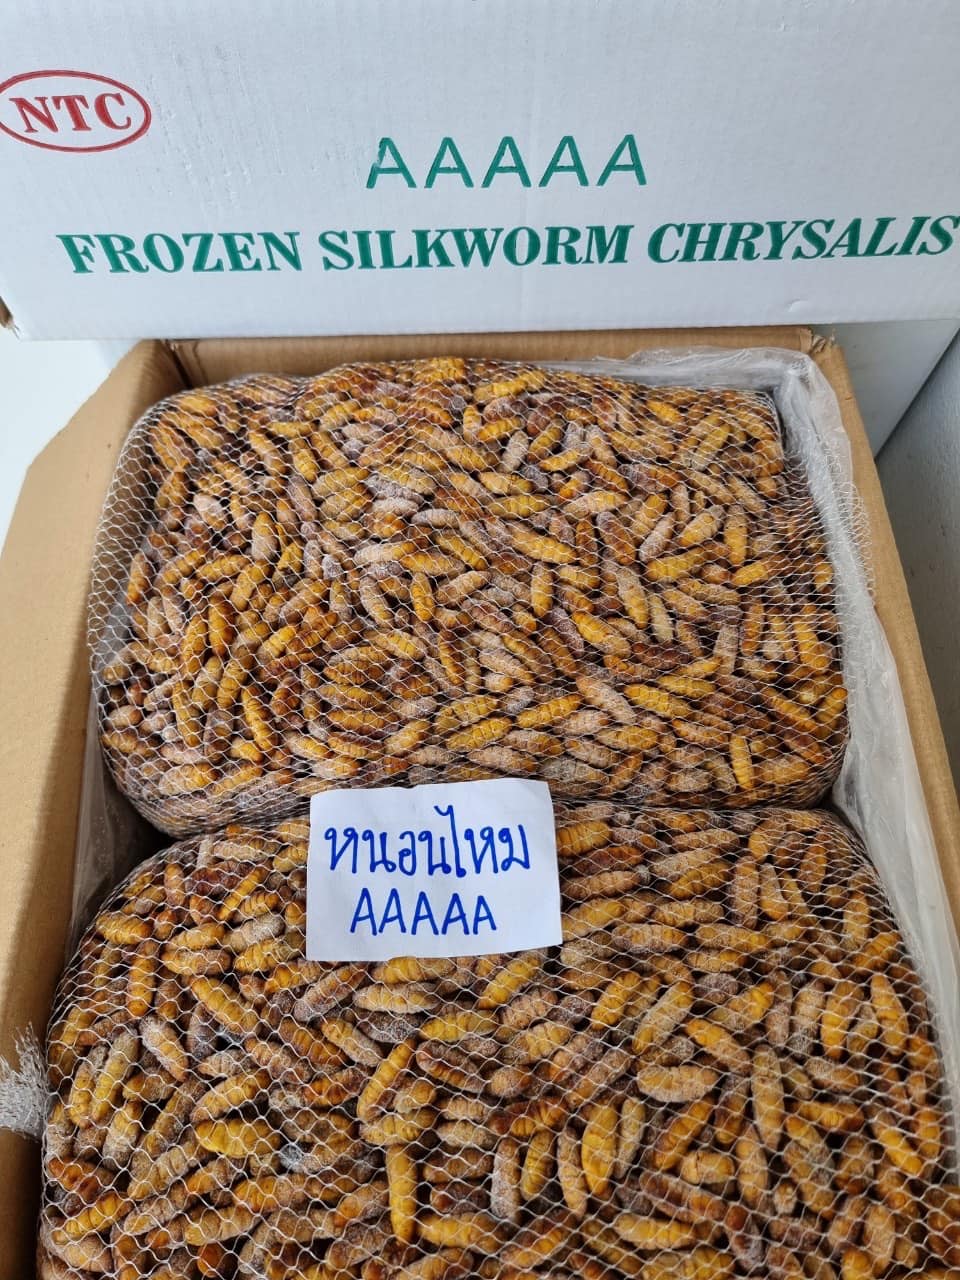 NTC
AAAAA
FROZEN SILKWORM CHRYSALIS
หนอนไหม
AAAAA